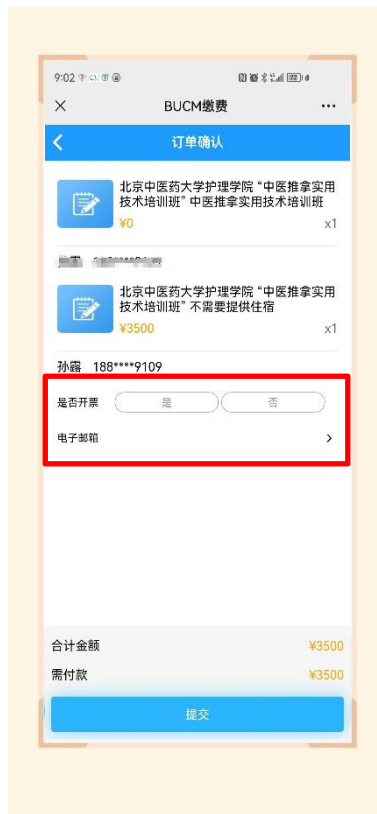 9:02
BUCM缴费
订单确认
北京中医药大学护理学院“中医推拿实用
技术培训班”中医推拿实用技术培训班
¥0 x1
北京中医药大学护理学院“中医推拿实用
技术培训班”不需要提供住宿
¥3500 x1
孙露 188****9109
是否开票 是 否
电子邮箱
合计金额 ¥3500
需付款 ¥3500
提交